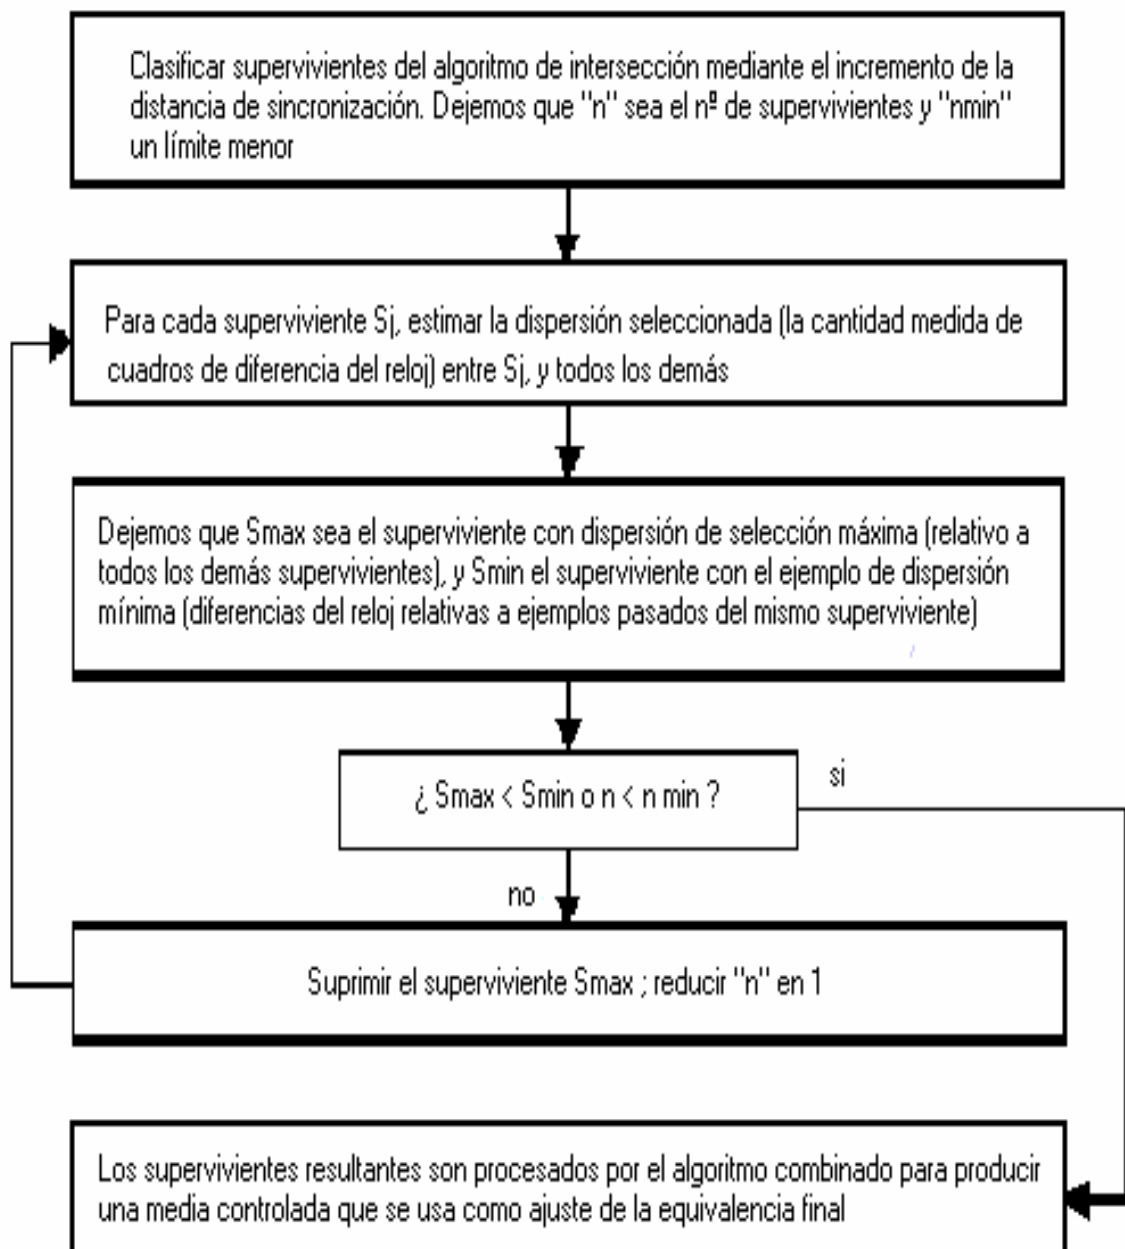 Clasificar supervivientes del algoritmo de intersección mediante el incremento de la
distancia de sincronización. Dejemos que "n" sea el nº de supervivientes y "nmin"
un límite menor
Para cada superviviente Sj, estimar la dispersión seleccionada (la cantidad medida de
cuadros de diferencia del reloj) entre Sj, y todos los demás
Dejemos que Smax sea el superviviente con dispersión de selección máxima (relativo a
todos los demás supervivientes), y Smin el superviviente con el ejemplo de dispersión
mínima (diferencias del reloj relativas a ejemplos pasados del mismo superviviente)
¿ Smax < Smin o n < n min ?
si
no
Suprimir el superviviente Smax ; reducir "n" en 1
Los supervivientes resultantes son procesados por el algoritmo combinado para producir
una media controlada que se usa como ajuste de la equivalencia final